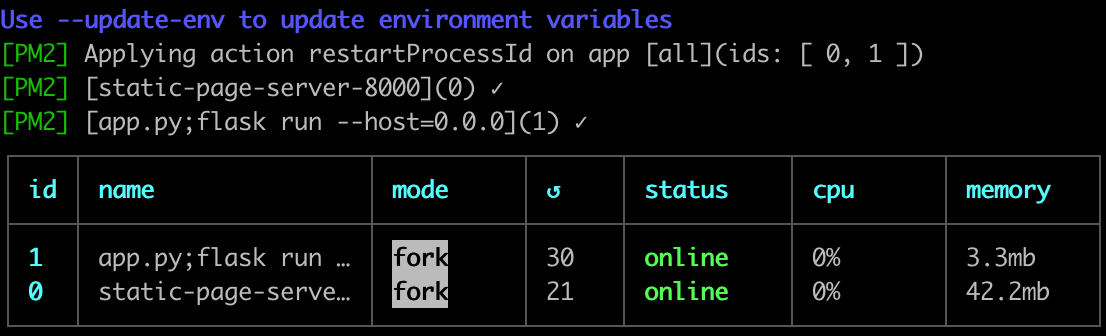 Use --update-env to update environment variables
[PM2] Applying action restartProcessId on app [all](ids: [ 0, 1 ])
[PM2] [static-page-server-8000](0) ✓
[PM2] [app.py;flask run --host=0.0.0](1) ✓
id name mode ↺ status cpu memory
1 app.py;flask run … fork 30 online 0% 3.3mb
0 static-page-serve… fork 21 online 0% 42.2mb